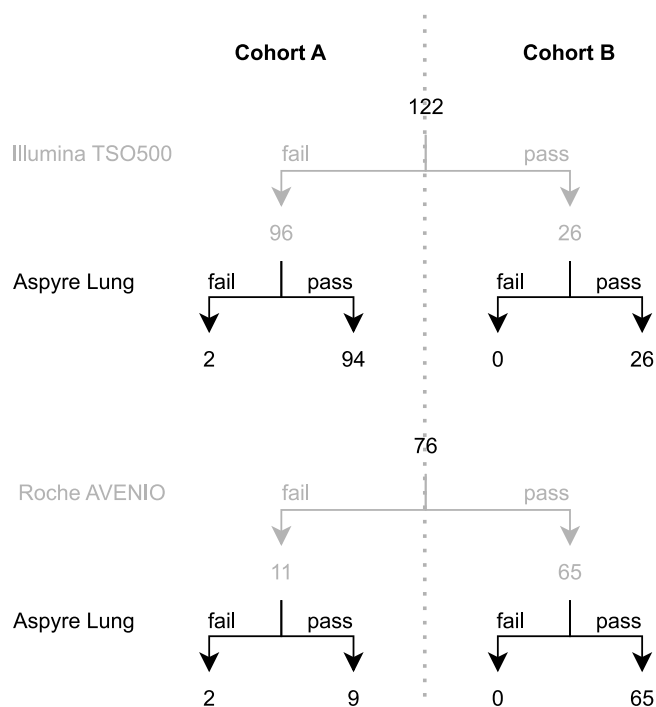 Cohort A Cohort B
122
Illumina TSO500 fail pass
96 26
Aspyre Lung fail pass fail pass
2 94 0 26
76
Roche AVENIO fail pass
11 65
Aspyre Lung fail pass fail pass
2 9 0 65